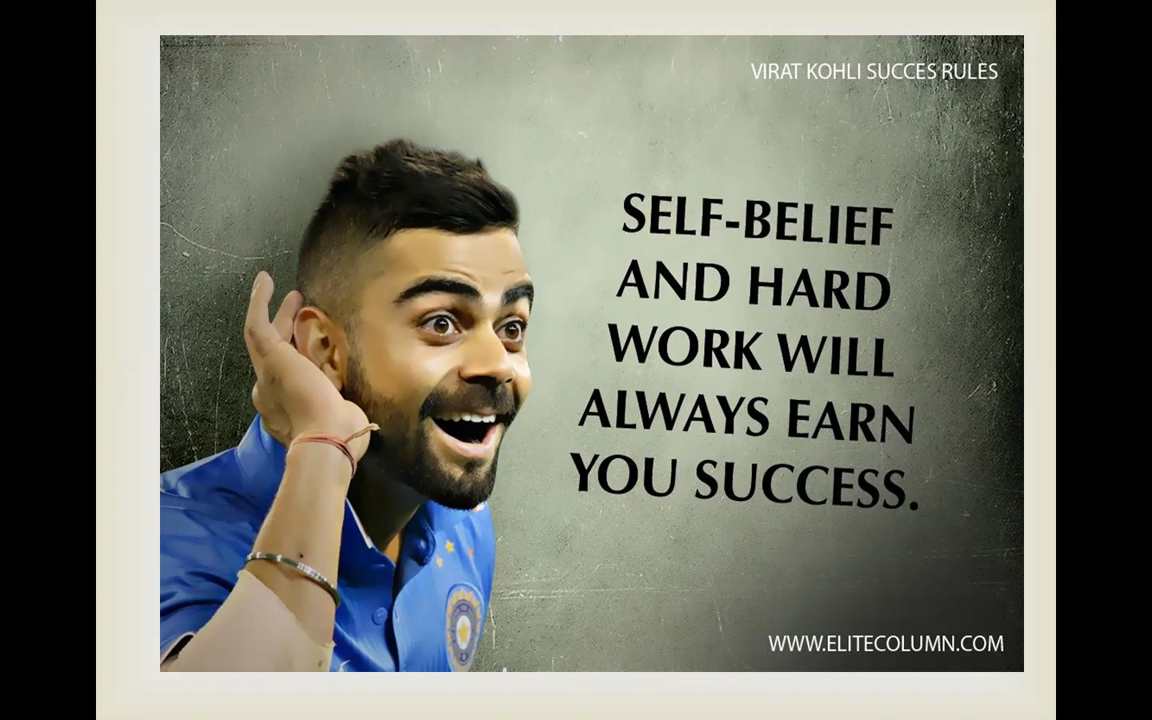 VIRAT KOHLI SUCCES RULES
SELF-BELIEF
AND HARD
WORK WILL
ALWAYS EARN
YOU SUCCESS.
WWW.ELITECOLUMN.COM